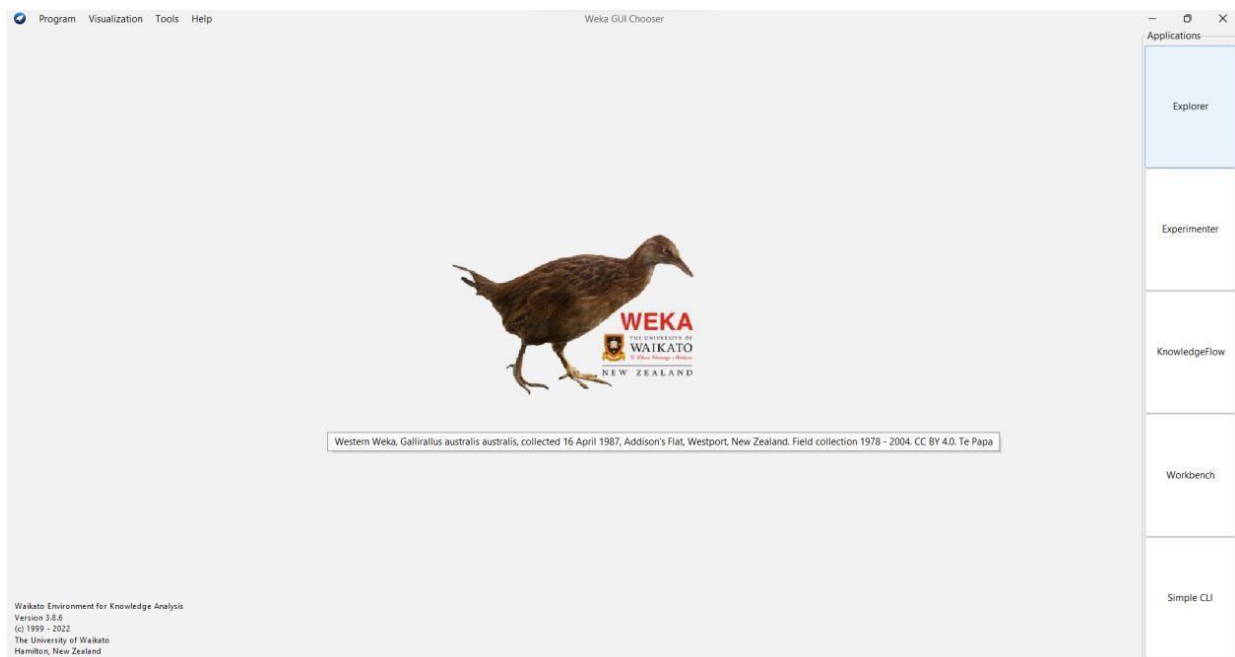 Program Visualization Tools Help
Weka GUI Chooser
Applications
Explorer
Experimenter
KnowledgeFlow
Workbench
Simple CLI
WEKA
THE UNIVERSITY OF
WAIKATO
NEW ZEALAND
Western Weka, Gallirallus australis australis, collected 16 April 1987, Addison's Flat, Westport, New Zealand. Field collection 1978 - 2004. CC BY 4.0. Te Papa
Waikato Environment for Knowledge Analysis
Version 3.8.6
(c) 1999 - 2022
The University of Waikato
Hamilton, New Zealand